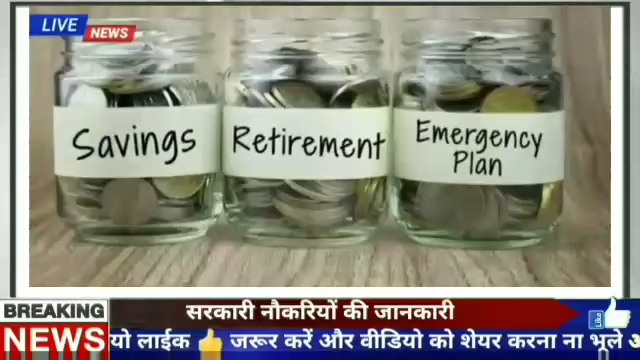 LIVE
NEWS
Savings
Retirement
Emergency
Plan
BREAKING
NEWS
सरकारी नौकरियों की जानकारी
लाईक 👍 जरूर करें और वीडियो को शेयर करना ना भूले
Like